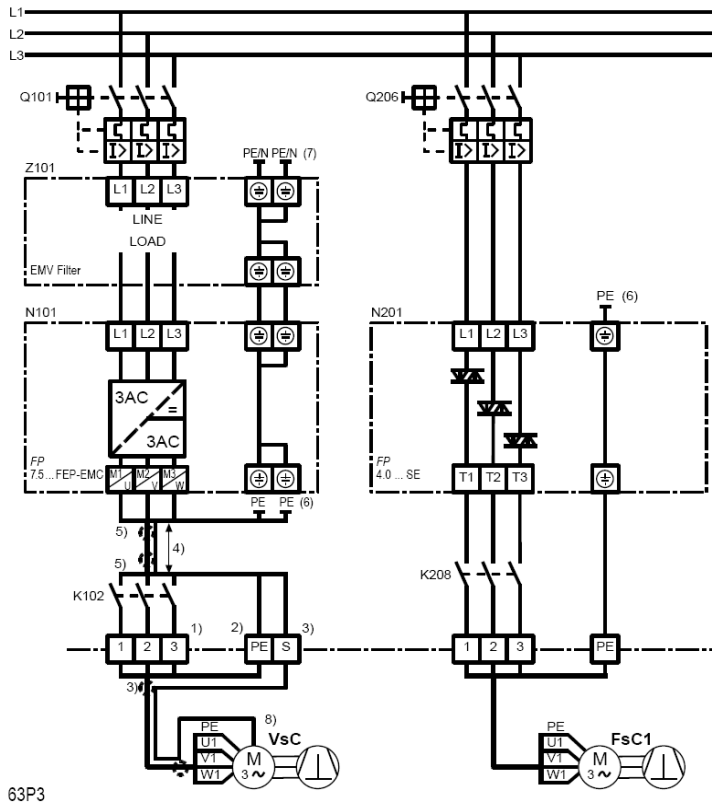 L1
L2
L3
Q101
Q206
I> I> I>
I> I> I>
PE/N PE/N (7)
Z101
L1 L2 L3
LINE
LOAD
EMV Filter
PE (6)
N101
N201
L1 L2 L3
L1 L2 L3
3AC
=
3AC
FP
7.5...FEP-EMC
M1 U M2 V M3 W
FP
4.0 ... SE
T1 T2 T3
PE PE (6)
5)
4)
5)
K102
K208
1) 2) 3)
1 2 3 PE S
1 2 3 PE
3)
8)
PE
U1
V1
W1
M
3 ~
VsC
PE
U1
V1
W1
M
3 ~
FsC1
63P3